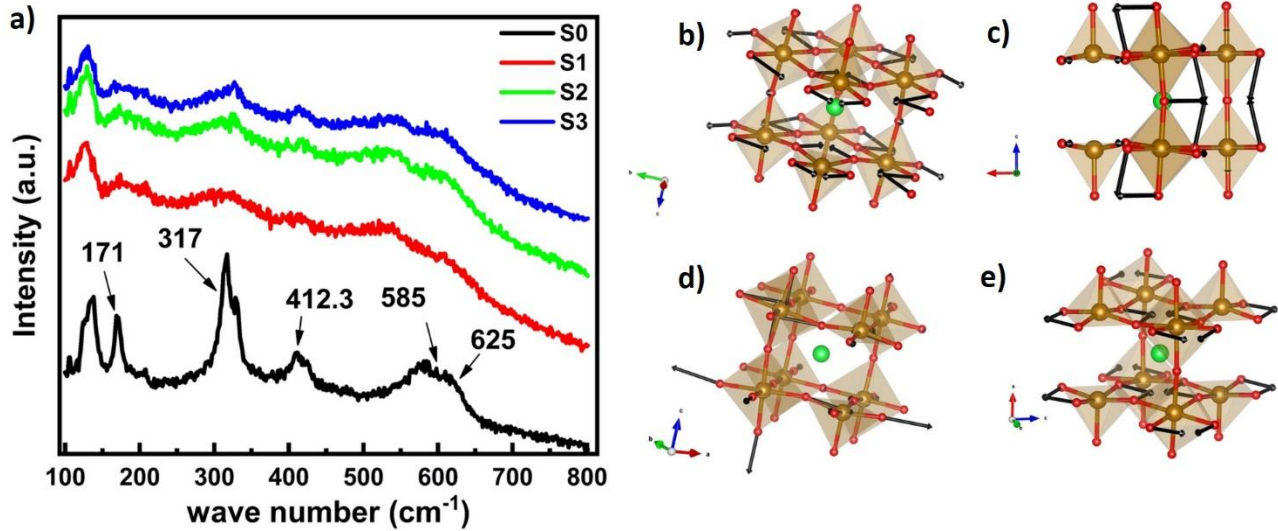 a)
S0
S1
S2
S3
171
317
412.3
585
625
Intensity (a.u.)
100 200 300 400 500 600 700 800
wave number (cm⁻¹)
b)
b
c
c)
c
d)
c
b
a
e)
a
c
b